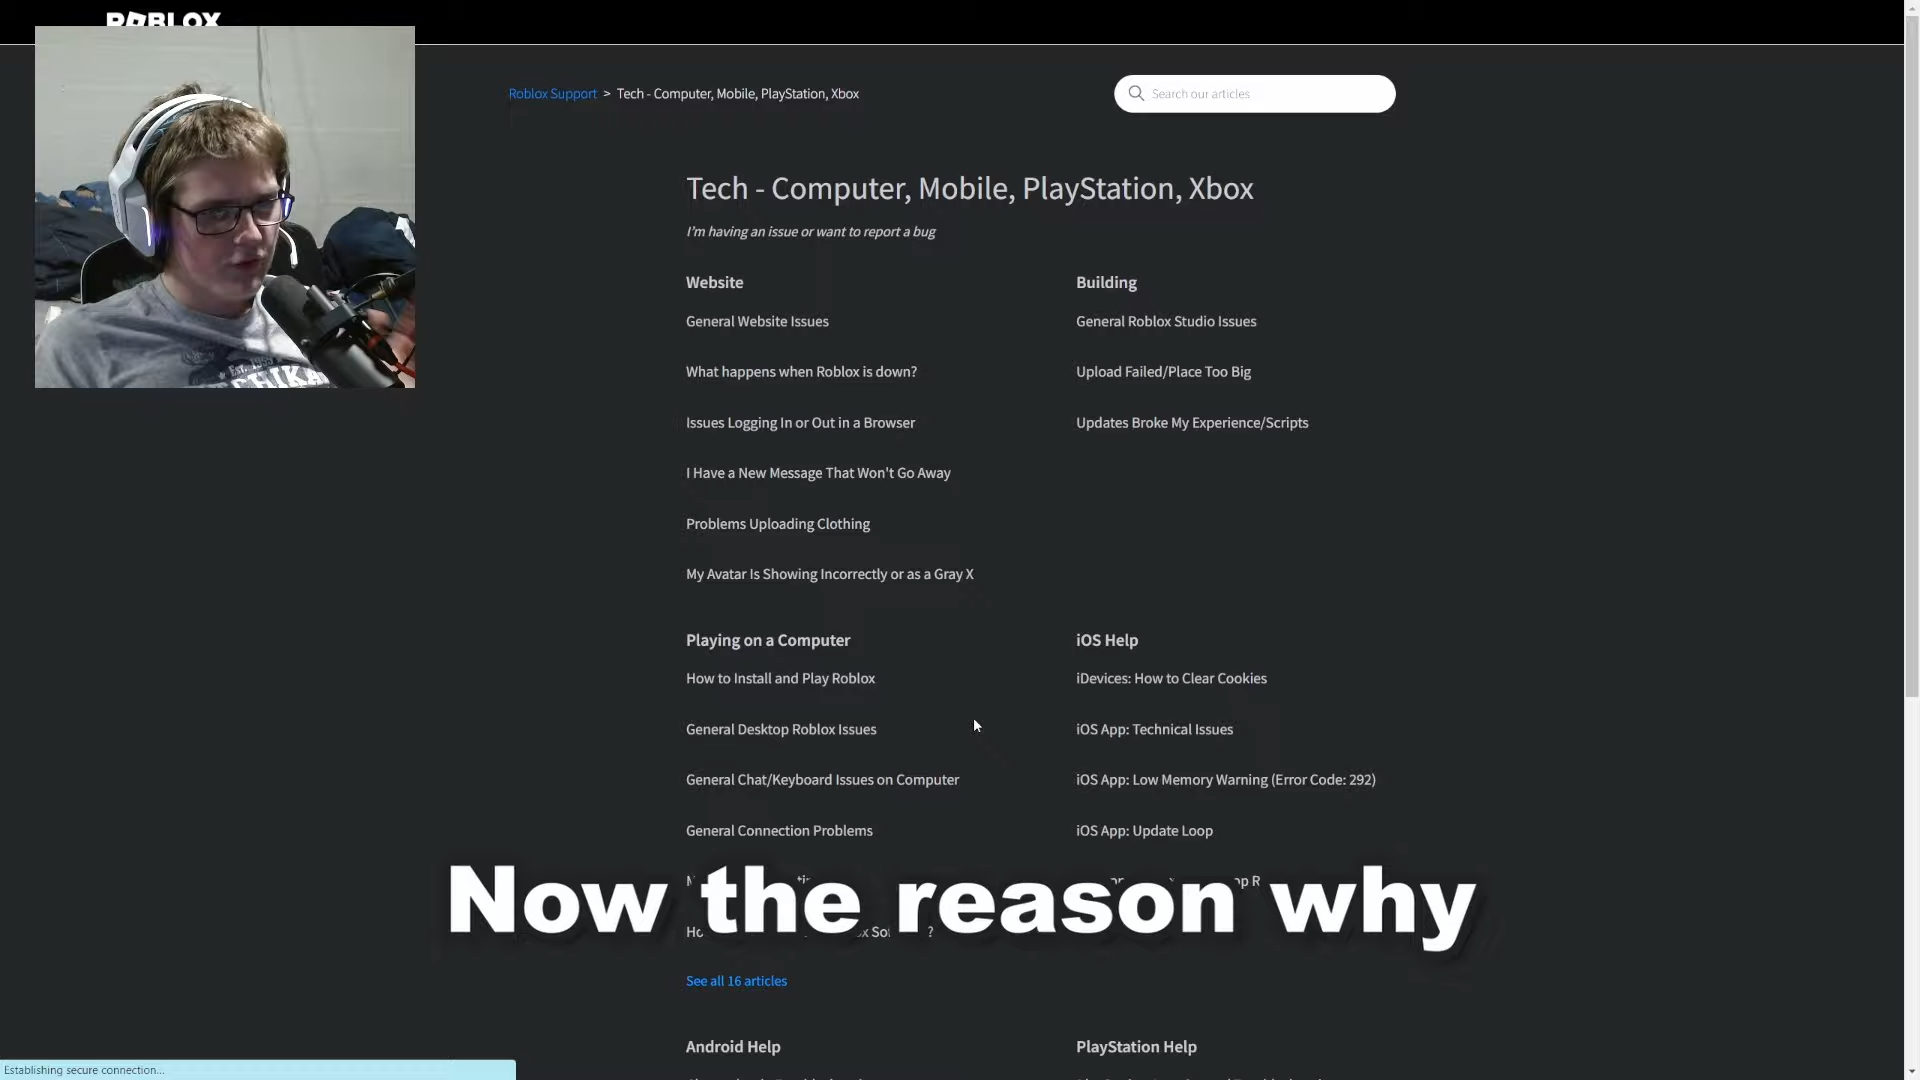 ROBLOX
Roblox Support > Tech - Computer, Mobile, PlayStation, Xbox
Search our articles
Tech - Computer, Mobile, PlayStation, Xbox
I'm having an issue or want to report a bug
Website
General Website Issues
What happens when Roblox is down?
Issues Logging In or Out in a Browser
I Have a New Message That Won't Go Away
Problems Uploading Clothing
My Avatar Is Showing Incorrectly or as a Gray X
Building
General Roblox Studio Issues
Upload Failed/Place Too Big
Updates Broke My Experience/Scripts
Playing on a Computer
How to Install and Play Roblox
General Desktop Roblox Issues
General Chat/Keyboard Issues on Computer
General Connection Problems
See all 16 articles
iOS Help
iDevices: How to Clear Cookies
iOS App: Technical Issues
iOS App: Low Memory Warning (Error Code: 292)
iOS App: Update Loop
Now the reason why
Android Help
PlayStation Help
Establishing secure connection...